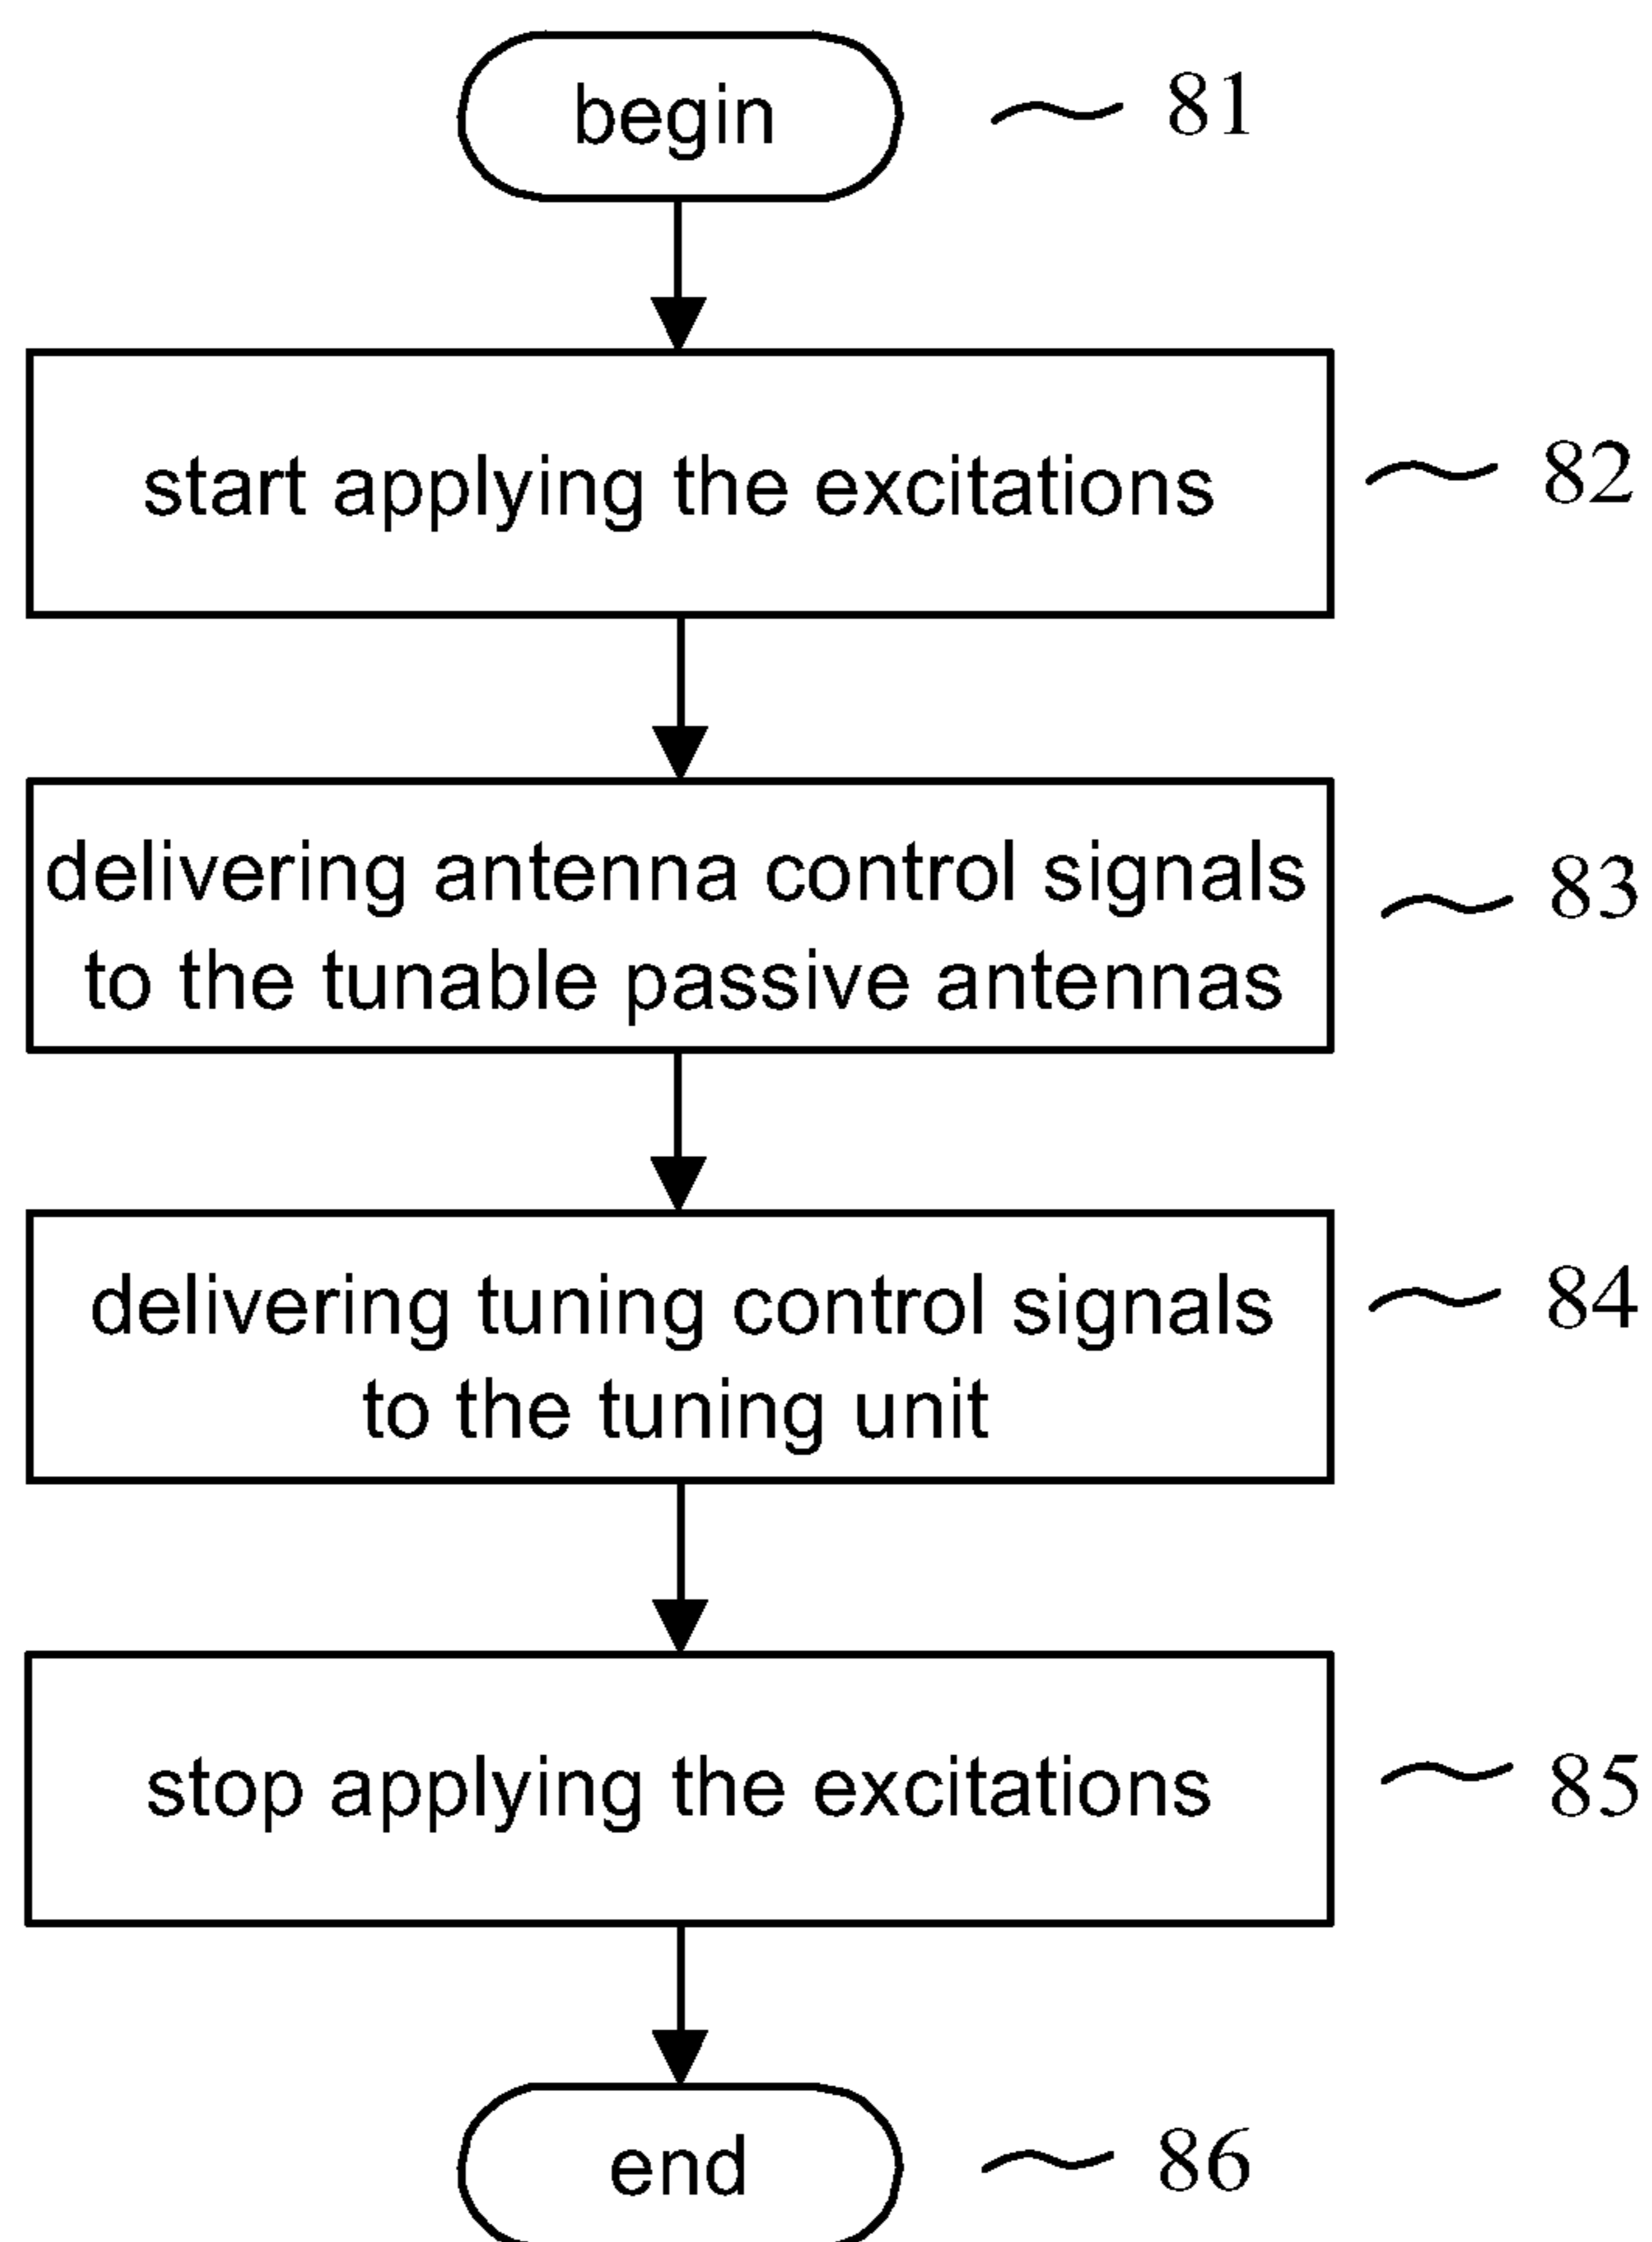 begin
81
start applying the excitations
82
delivering antenna control signals
to the tunable passive antennas
83
delivering tuning control signals
to the tuning unit
84
stop applying the excitations
85
end
86